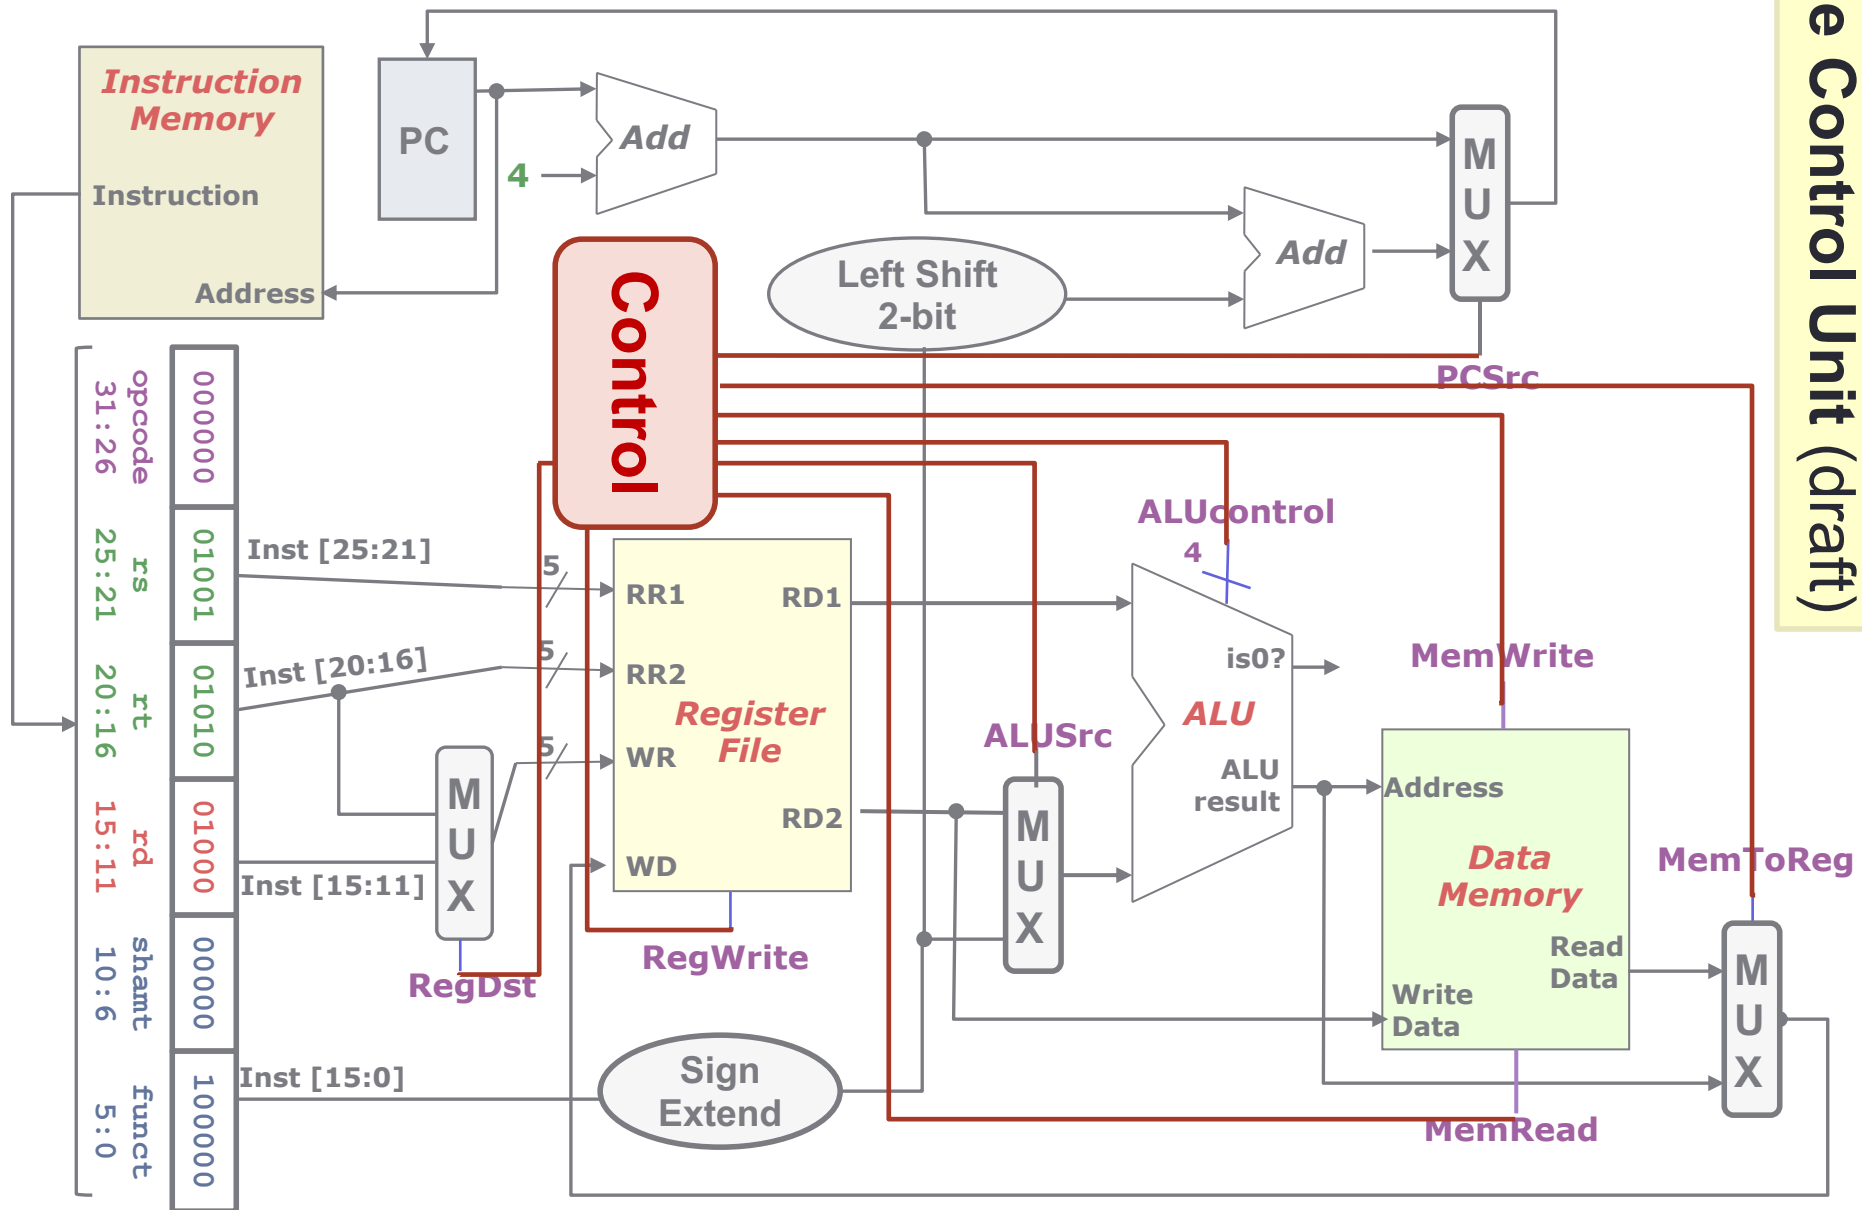 e Control Unit (draft)
Instruction
Memory
Instruction
Address
PC
4
Add
Add
M
U
X
Left Shift
2-bit
Control
PCSrc
opcode
31:26
000000
rs
25:21
01001
rt
20:16
01010
rd
15:11
01000
shamt
10:6
00000
funct
5:0
100000
Inst [25:21]
5
Inst [20:16]
5
5
Inst [15:11]
Inst [15:0]
M
U
X
RegDst
RR1
RR2
WR
WD
RD1
RD2
Register
File
RegWrite
Sign
Extend
ALUSrc
M
U
X
ALUcontrol
4
is0?
ALU
ALU
result
MemWrite
Address
Data
Memory
Read
Data
Write
Data
MemRead
MemToReg
M
U
X